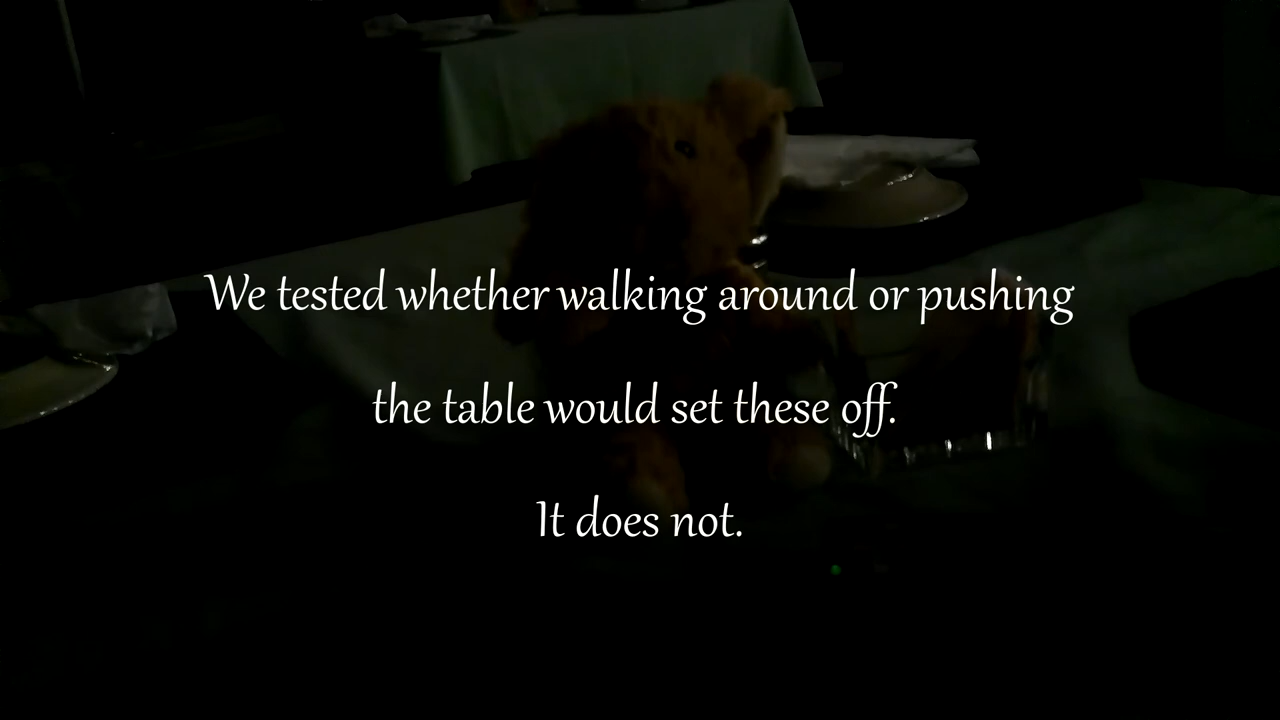 We tested whether walking around or pushing
the table would set these off.
It does not.